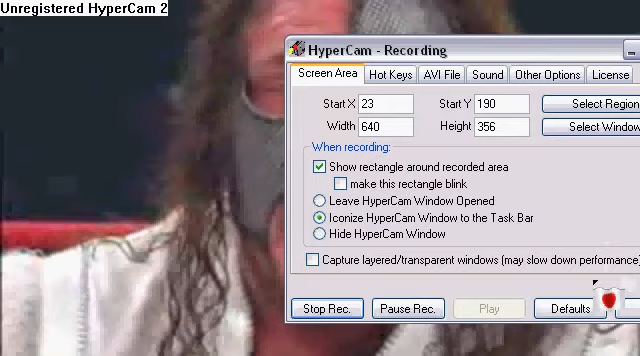 Unregistered HyperCam 2
HyperCam - Recording
Screen Area Hot Keys AVI File Sound Other Options License
Start X 23 Start Y 190 Select Region
Width 640 Height 356 Select Window
When recording:
Show rectangle around recorded area
make this rectangle blink
Leave HyperCam Window Opened
Iconize HyperCam Window to the Task Bar
Hide HyperCam Window
Capture layered/transparent windows (may slow down performance)
Stop Rec. Pause Rec. Play Defaults